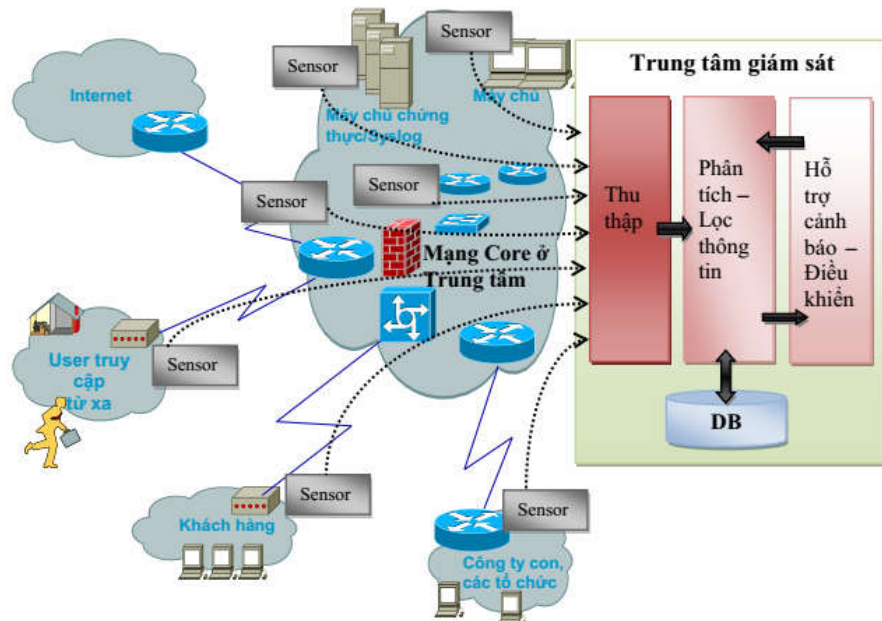 Sensor
Sensor
Trung tâm giám sát
Internet
Máy chủ chứng
thực/Syslog
Máy chủ
Sensor
Sensor
Thu
thập
Phân
tích –
Lọc
thông
tin
Hỗ
trợ
cảnh
báo –
Điều
khiển
Mạng Core ở
Trung tâm
User truy
cập
từ xa
Sensor
DB
Sensor
Khách hàng
Sensor
Công ty con,
các tổ chức